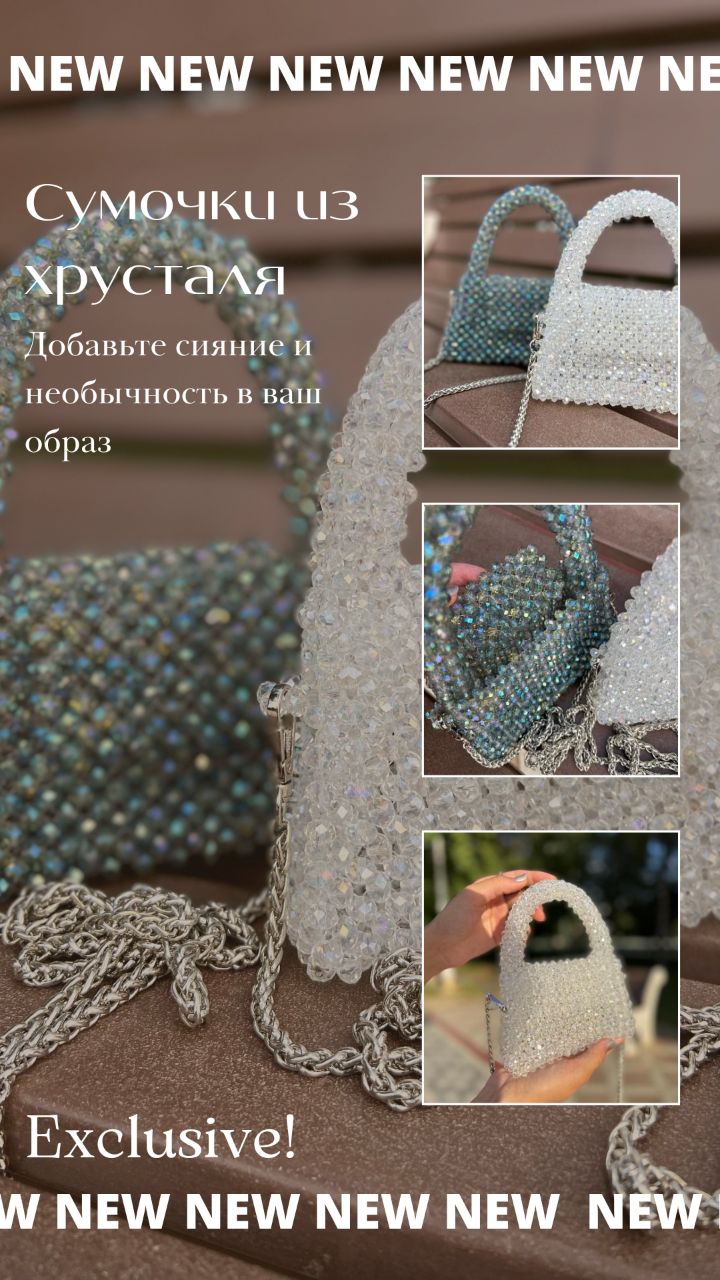 NEW NEW NEW NEW NEW NE
Сумочки из
хрусталя
Добавьте сияние и
необычность в ваш
образ
Exclusive!
W NEW NEW NEW NEW NEW